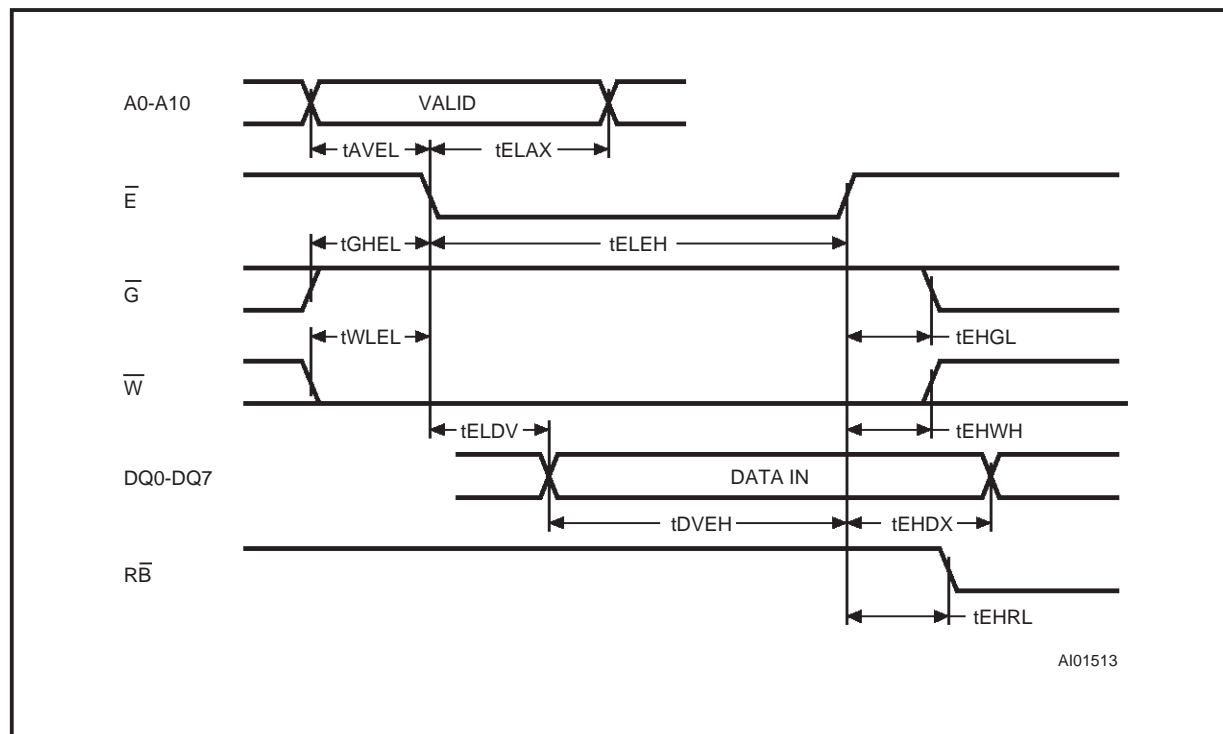 A0-A10
VALID
tAVEL
tELAX
E̅
tGHEL
tELEH
G̅
tWLEL
tEHGL
W̅
tELDV
tEHWH
DQ0-DQ7
DATA IN
tDVEH
tEHDX
RB̅
tEHRL
AI01513